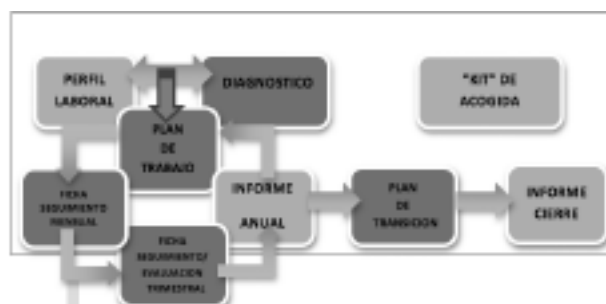 PERFIL
LABORAL
DIAGNOSTICO
"KIT" DE
ACOGIDA
PLAN
DE
TRABAJO
FICHA
SEGUIMIENTO
MENSUAL
INFORME
ANUAL
PLAN
DE
TRANSICION
INFORME
CIERRE
FICHA
SEGUIMIENTO/
EVALUACION
TRIMESTRAL